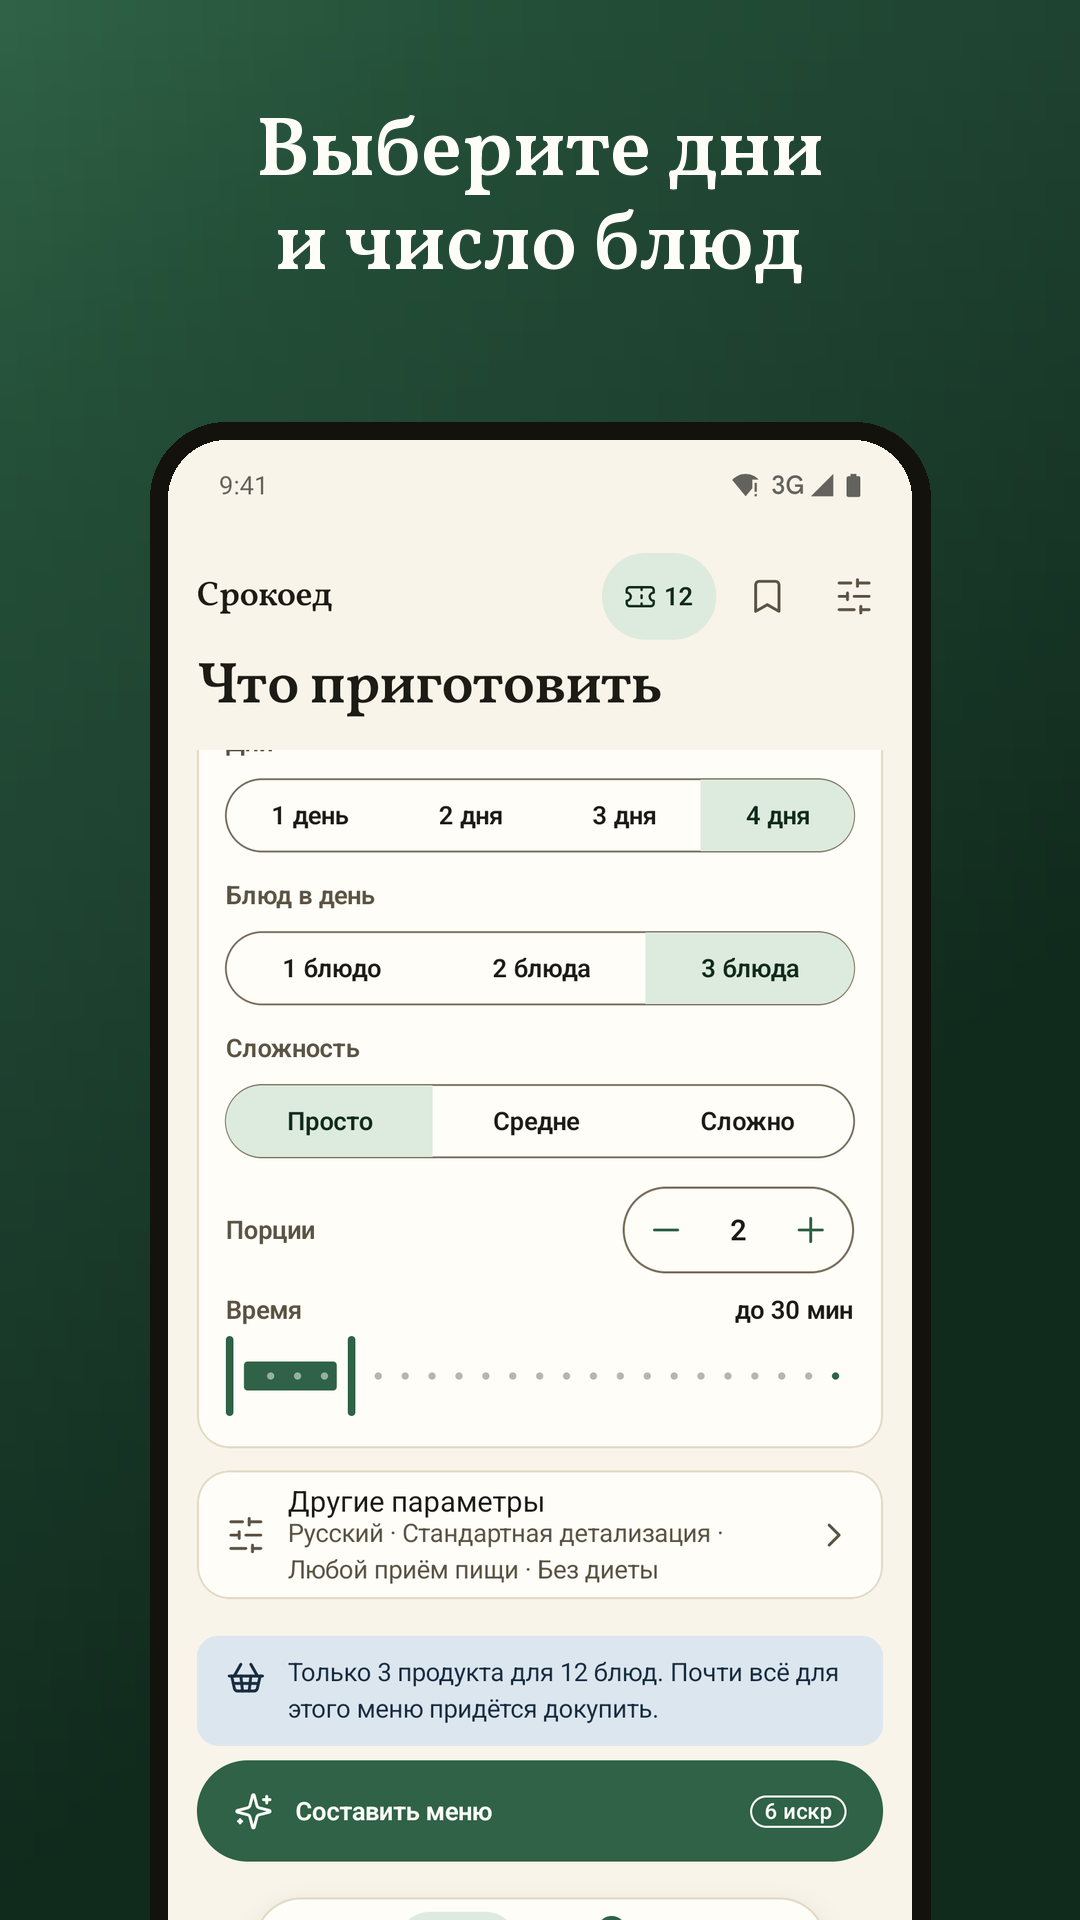 Выберите дни
и число блюд
9:41
3G
Срокоед
12
Что приготовить
1 день
2 дня
3 дня
4 дня
Блюд в день
1 блюдо
2 блюда
3 блюда
Сложность
Просто
Средне
Сложно
Порции
2
Время
до 30 мин
Другие параметры
Русский · Стандартная детализация ·
Любой приём пищи · Без диеты
Только 3 продукта для 12 блюд. Почти всё для
этого меню придётся докупить.
Составить меню
6 искр